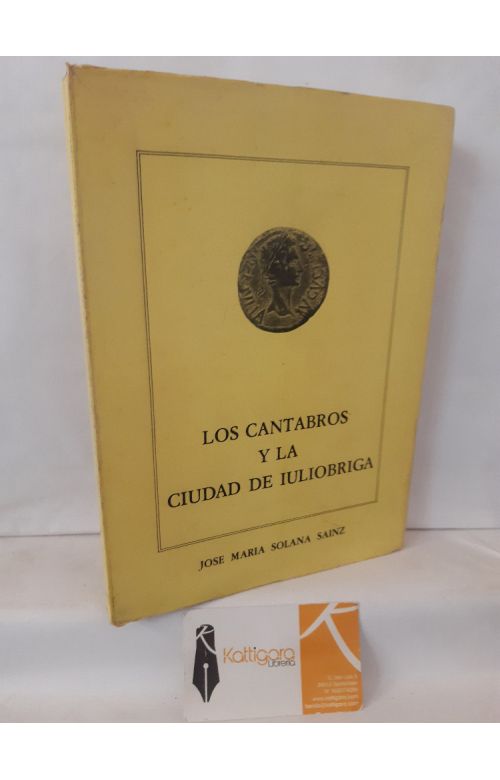 LOS CANTABROS
Y LA
CIUDAD DE IULIOBRIGA
JOSE MARIA SOLANA SAINZ
Kattigara
Librería